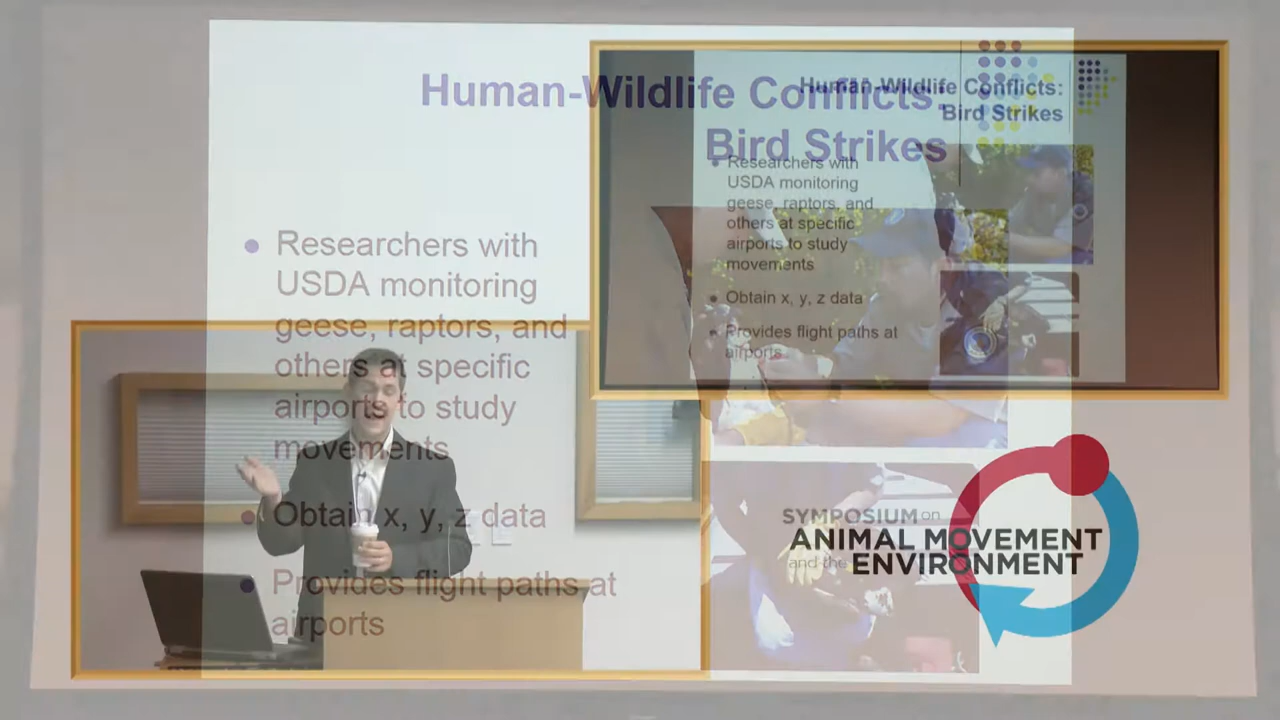 Human-Wildlife Conflicts:
Bird Strikes
Researchers with
USDA monitoring
geese, raptors, and
others at specific
airports to study
movements
Obtain x, y, z data
Provides flight paths at
airports
Human-Wildlife Conflicts:
Bird Strikes
Researchers with
USDA monitoring
geese, raptors, and
others at specific
airports to study
movements
Obtain x, y, z data
Provides flight paths at
airports
SYMPOSIUM on
ANIMAL MOVEMENT
and the ENVIRONMENT